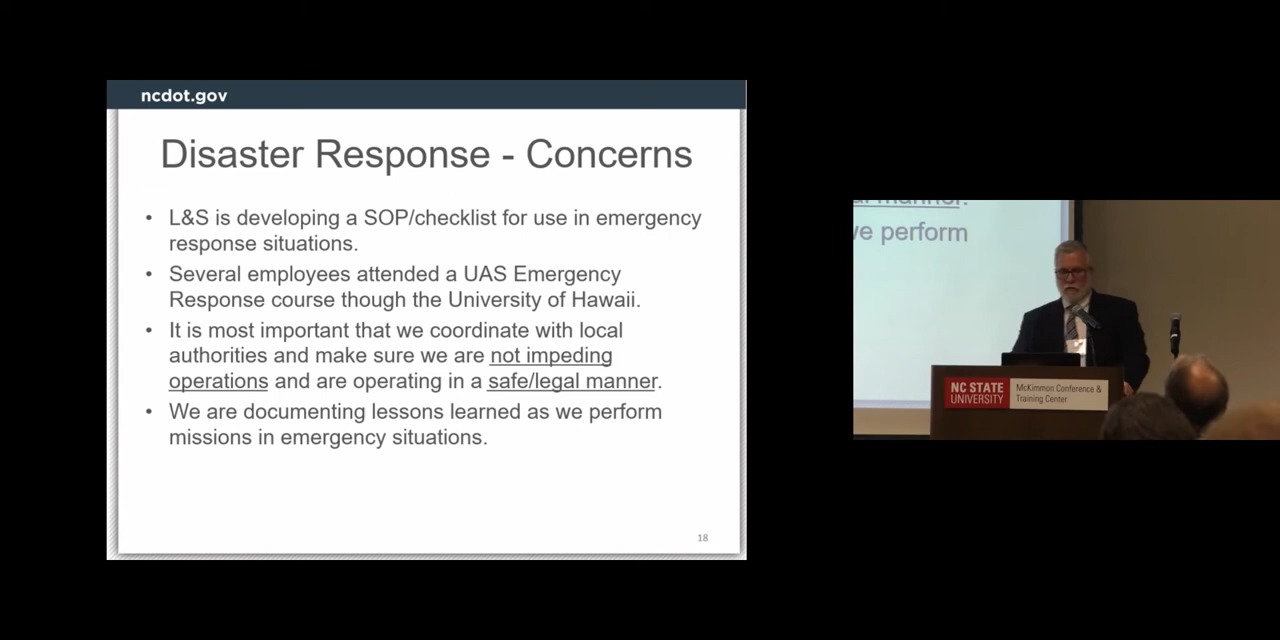 ncdot.gov
Disaster Response - Concerns
• L&S is developing a SOP/checklist for use in emergency
response situations.
• Several employees attended a UAS Emergency
Response course though the University of Hawaii.
• It is most important that we coordinate with local
authorities and make sure we are not impeding
operations and are operating in a safe/legal manner.
• We are documenting lessons learned as we perform
missions in emergency situations.
18
manner.
we perform
NC STATE
UNIVERSITY
McKimmon Conference &
Training Center